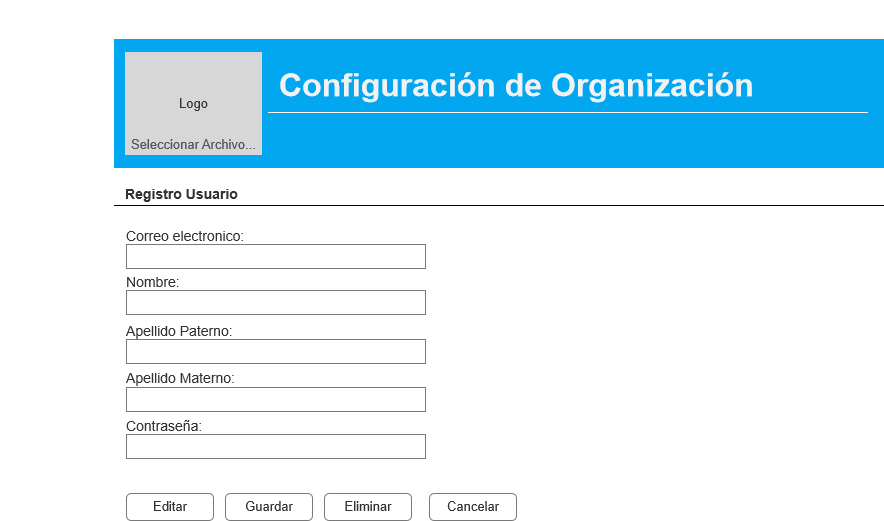 Configuración de Organización
Logo
Seleccionar Archivo...
Registro Usuario
Correo electronico:
Nombre:
Apellido Paterno:
Apellido Materno:
Contraseña:
Editar
Guardar
Eliminar
Cancelar